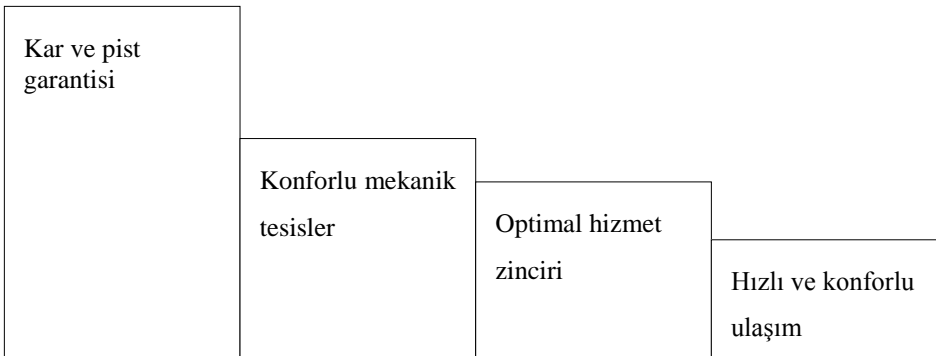 Kar ve pist
garantisi
Konforlu mekanik
tesisler
Optimal hizmet
zinciri
Hızlı ve konforlu
ulaşım